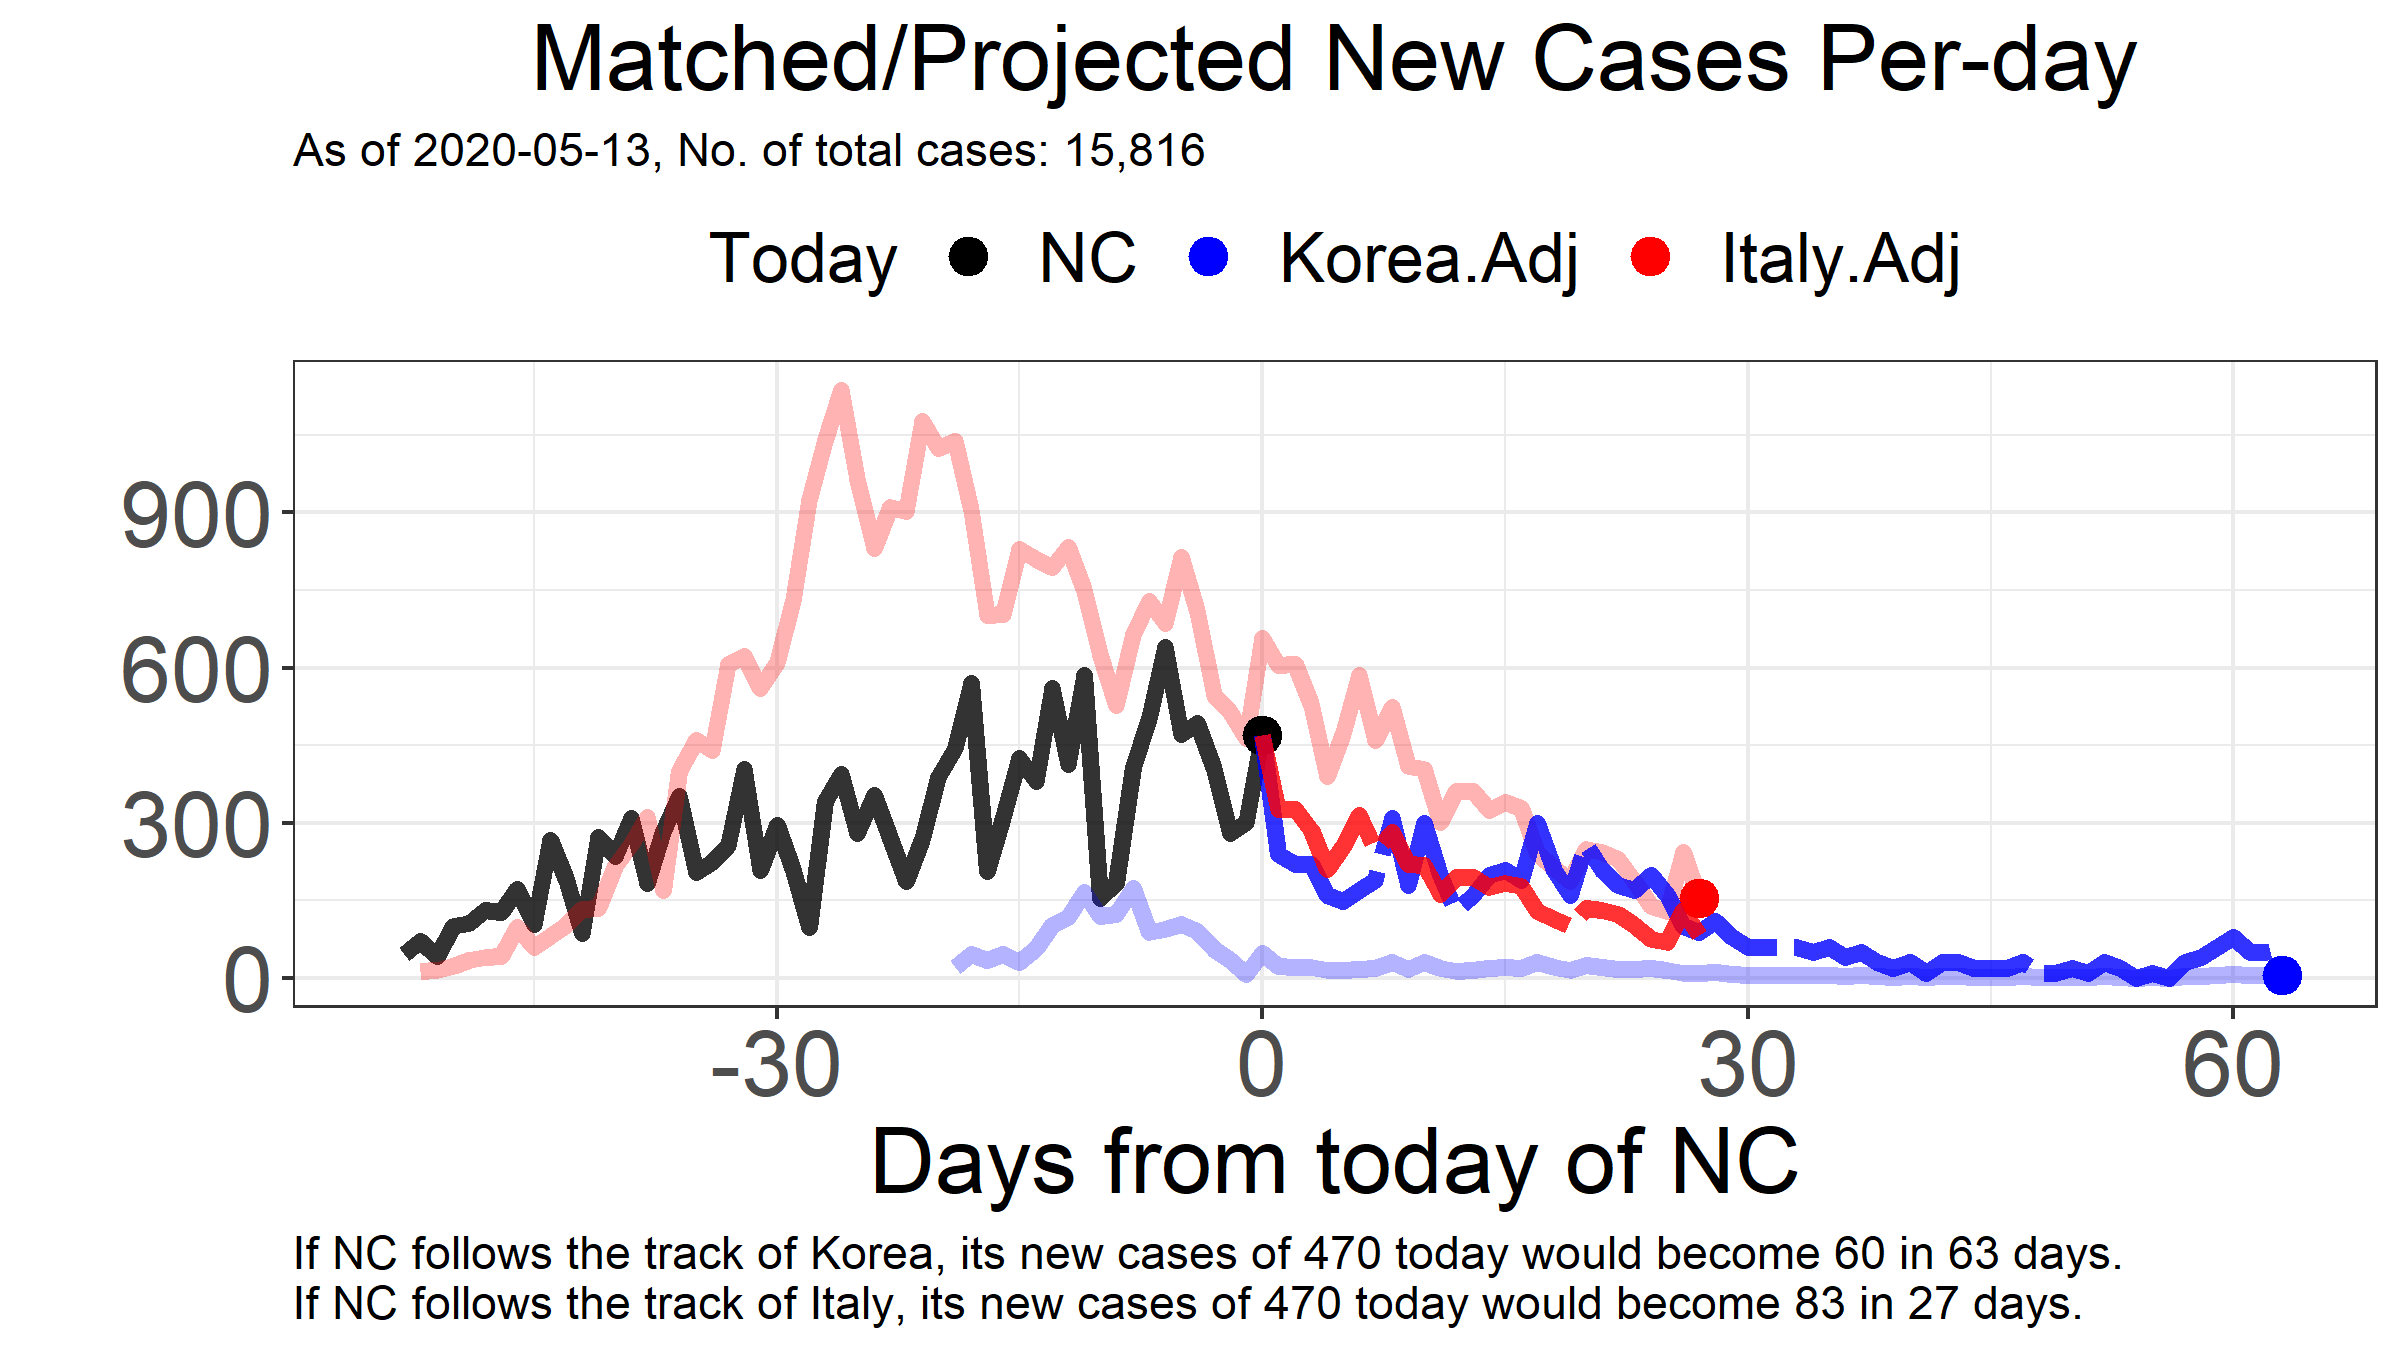 Matched/Projected New Cases Per-day
As of 2020-05-13, No. of total cases: 15,816
Today NC Korea.Adj Italy.Adj
900
600
300
0
-30 0 30 60
Days from today of NC
If NC follows the track of Korea, its new cases of 470 today would become 60 in 63 days.
If NC follows the track of Italy, its new cases of 470 today would become 83 in 27 days.